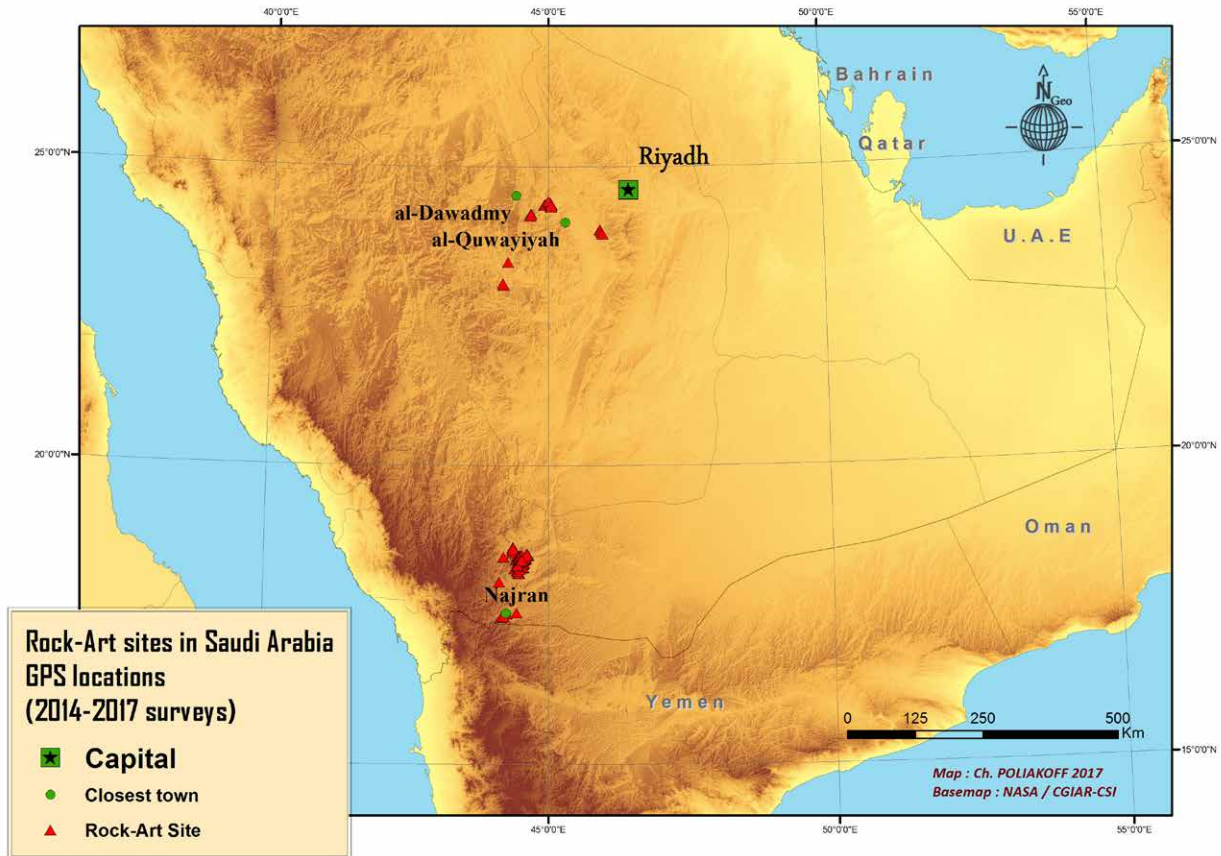 40°0'0"E
45°0'0"E
50°0'0"E
55°0'0"E
Bahrain
N
Geo
25°0'0"N
25°0'0"N
Qatar
Riyadh
al-Dawadmy
al-Quwayiyah
U.A.E
20°0'0"N
20°0'0"N
Oman
Najran
Rock-Art sites in Saudi Arabia
GPS locations
(2014-2017 surveys)
Capital
Closest town
Rock-Art Site
Yemen
0 125 250 500
Km
15°0'0"N
Map : Ch. POLIAKOFF 2017
Basemap : NASA / CGIAR-CSI
45°0'0"E
50°0'0"E
55°0'0"E